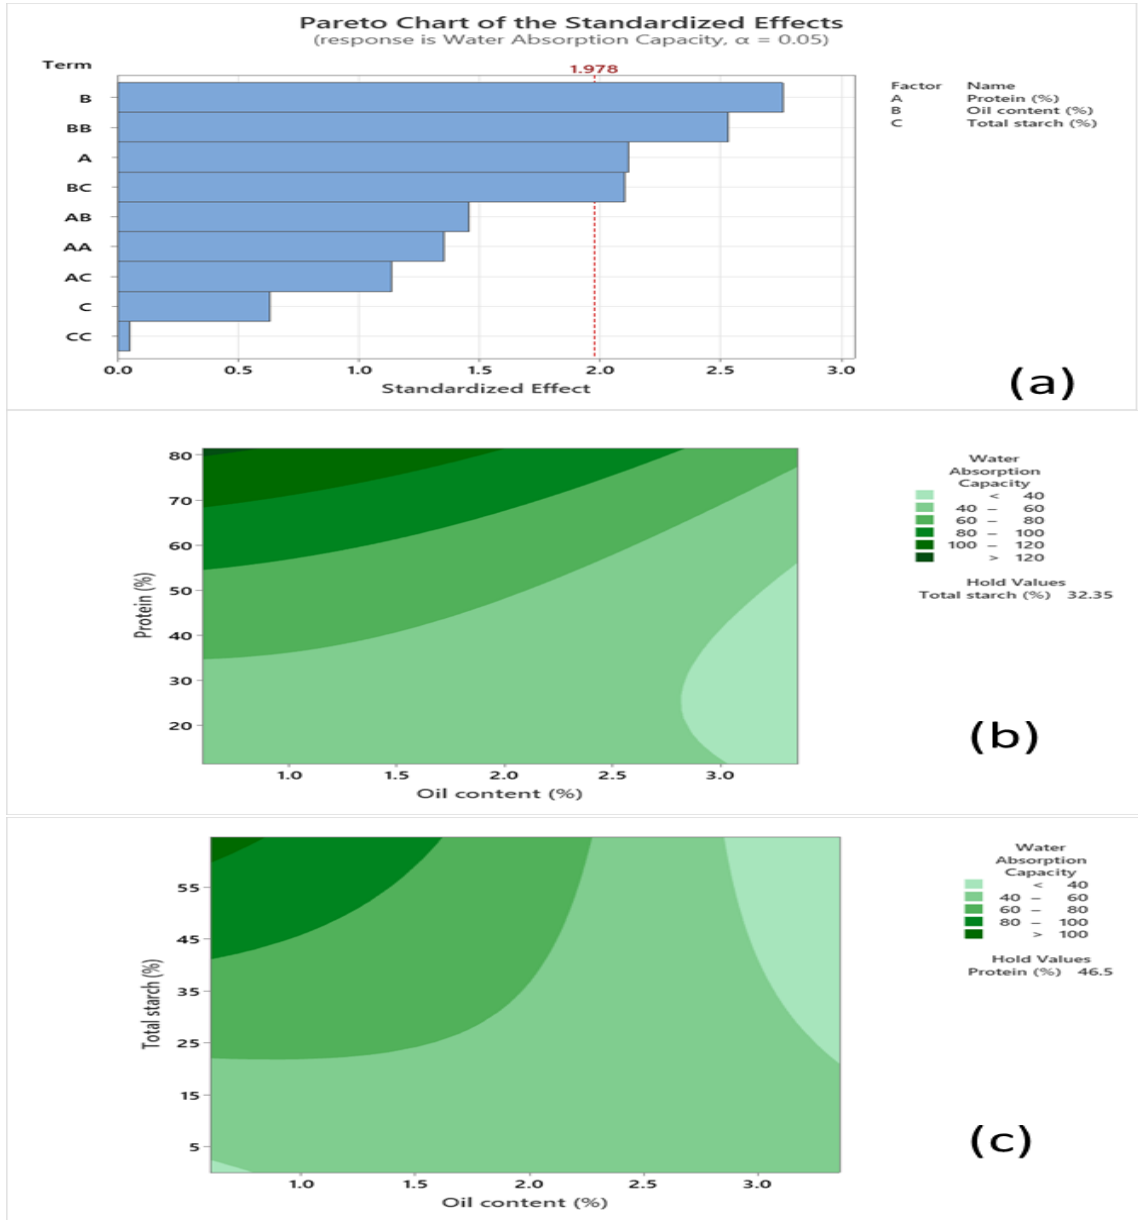 Pareto Chart of the Standardized Effects
(response is Water Absorption Capacity, α = 0.05)
Term
1.978
B
BB
A
BC
AB
AA
AC
C
CC
0.0 0.5 1.0 1.5 2.0 2.5 3.0
Standardized Effect
Factor Name
A Protein (%)
B Oil content (%)
C Total starch (%)
(a)
80
70
60
50
40
30
20
Protein (%)
1.0 1.5 2.0 2.5 3.0
Oil content (%)
Water
Absorption
Capacity
< 40
40 – 60
60 – 80
80 – 100
100 – 120
> 120
Hold Values
Total starch (%) 32.35
(b)
55
45
35
25
15
5
Total starch (%)
1.0 1.5 2.0 2.5 3.0
Oil content (%)
Water
Absorption
Capacity
< 40
40 – 60
60 – 80
80 – 100
> 100
Hold Values
Protein (%) 46.5
(c)